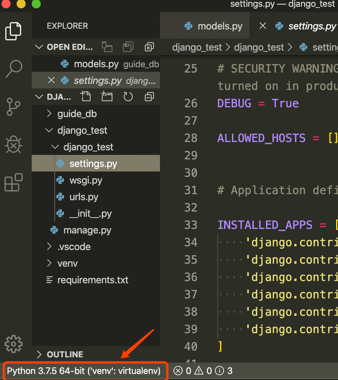 settings.py — django_test
EXPLORER
OPEN EDI...
models.py guide_db
settings.py djan...
DJA...
guide_db
django_test
django_test
settings.py
wsgi.py
urls.py
__init__.py
manage.py
.vscode
venv
requirements.txt
OUTLINE
models.py
settings.py
django_test > django_test > settin
25 # SECURITY WARNING
turned on in produ
26 DEBUG = True
27
28 ALLOWED_HOSTS = []
29
30
31 # Application defi
32
33 INSTALLED_APPS = [
34 'django.contri
35 'django.contri
36 'django.contri
37 'django.contri
38 'django.contri
39 'django.contri
40 ]
41
Python 3.7.5 64-bit ('venv': virtualenv) 0 0 3